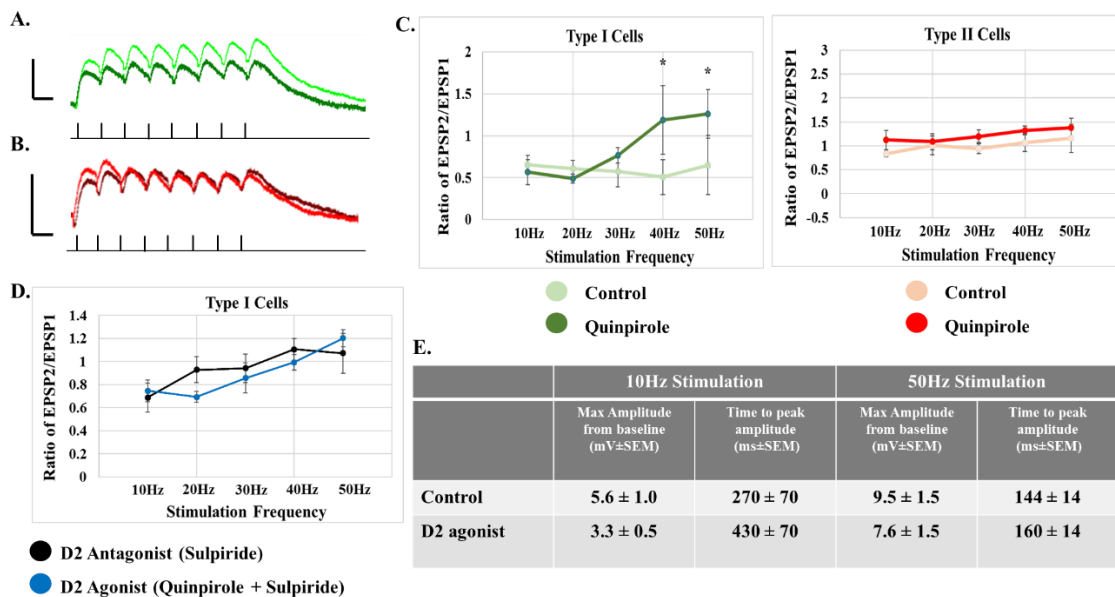 A.
B.
C.
Type I Cells
Ratio of EPSP2/EPSP1
2
1.5
1
0.5
0
*
*
10Hz 20Hz 30Hz 40Hz 50Hz
Stimulation Frequency
Control
Quinpirole
Type II Cells
Ratio of EPSP2/EPSP1
3
2.5
2
1.5
1
0.5
0
-0.5
10Hz 20Hz 30Hz 40Hz 50Hz
Stimulation Frequency
Control
Quinpirole
D.
Type I Cells
Ratio of EPSP2/EPSP1
1.4
1.2
1
0.8
0.6
0.4
0.2
0
10Hz 20Hz 30Hz 40Hz 50Hz
Stimulation Frequency
D2 Antagonist (Sulpiride)
D2 Agonist (Quinpirole + Sulpiride)
E.
10Hz Stimulation 50Hz Stimulation
Max Amplitude
from baseline
(mV±SEM)
Time to peak
amplitude
(ms±SEM)
Max Amplitude
from baseline
(mV±SEM)
Time to peak
amplitude
(ms±SEM)
Control 5.6 ± 1.0 270 ± 70 9.5 ± 1.5 144 ± 14
D2 agonist 3.3 ± 0.5 430 ± 70 7.6 ± 1.5 160 ± 14